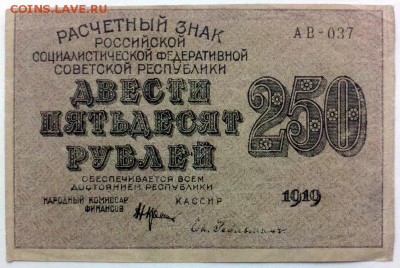 COINS.LAVE.RU
РАСЧЕТНЫЙ ЗНАК
РОССИЙСКОЙ
СОЦИАЛИСТИЧЕСКОЙ ФЕДЕРАТИВНОЙ
СОВЕТСКОЙ РЕСПУБЛИКИ
АВ-037
ДВЕСТИ
ПЯТЬДЕСЯТ
РУБЛЕЙ
250
ОБЕСПЕЧИВАЕТСЯ ВСЕМ
ДОСТОЯНИЕМ РЕСПУБЛИКИ
1919
НАРОДНЫЙ КОМИССАР
ФИНАНСОВ
КАССИР